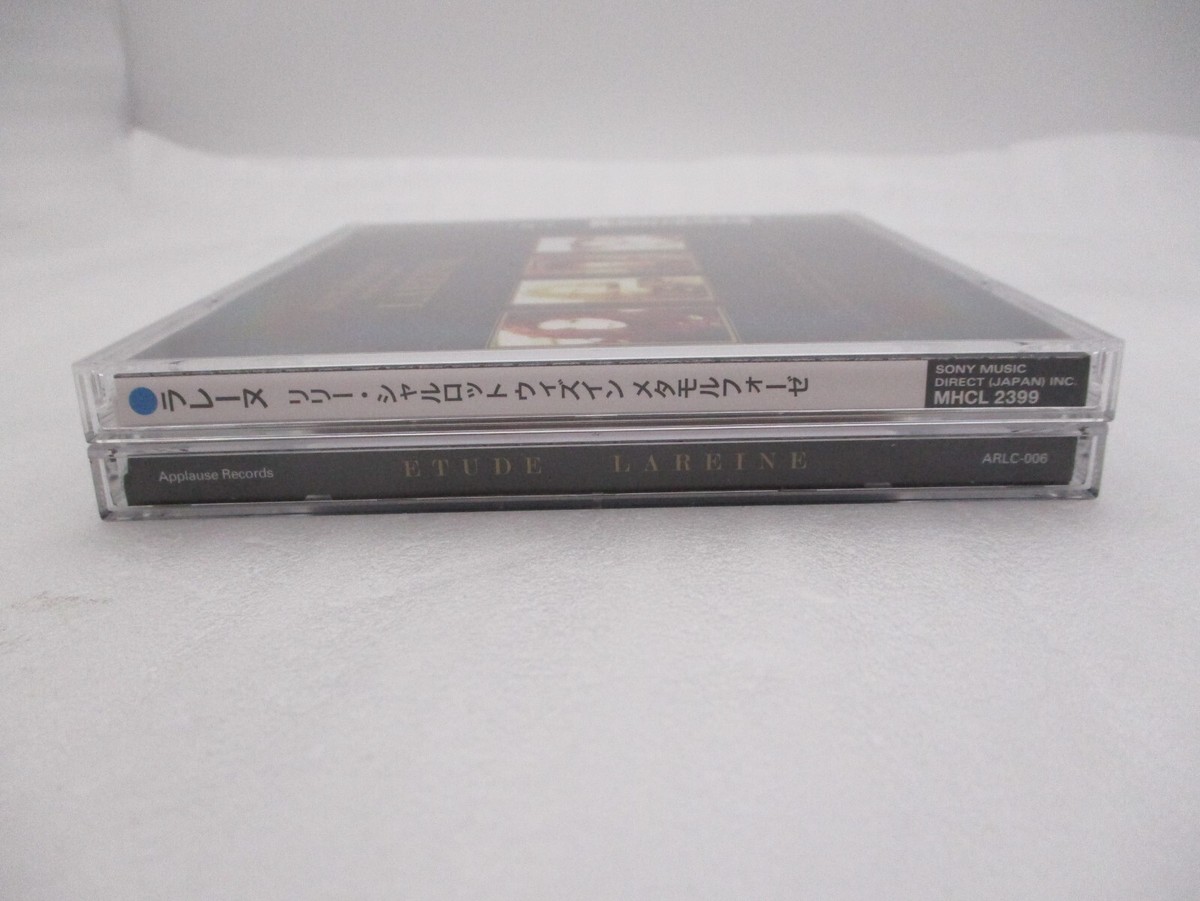 ラレーヌ リリー・シャルロット ウィズイン メタモルフォーゼ
SONY MUSIC
DIRECT (JAPAN) INC.
MHCL 2399
Applause Records ETUDE LAREINE ARLC-006